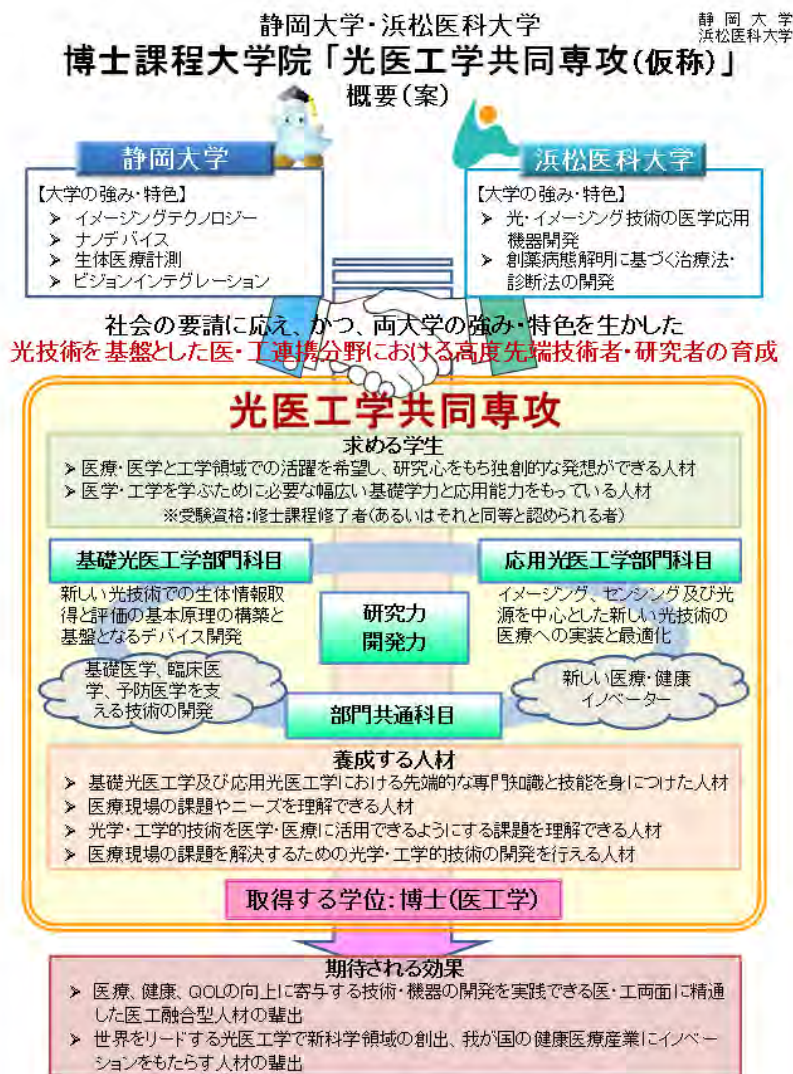 静岡大学・浜松医科大学
静岡大学
浜松医科大学
博士課程大学院「光医工学共同専攻(仮称)」
概要(案)
静岡大学
【大学の強み・特色】
➢ イメージングテクノロジー
➢ ナノデバイス
➢ 生体医療計測
➢ ビジョンインテグレーション
浜松医科大学
【大学の強み・特色】
➢ 光・イメージング技術の医学応用
機器開発
➢ 創薬病態解明に基づく治療法・
診断法の開発
社会の要請に応え、かつ、両大学の強み・特色を生かした
光技術を基盤とした医・工連携分野における高度先端技術者・研究者の育成
光医工学共同専攻
求める学生
➢ 医療・医学と工学領域での活躍を希望し、研究心をもち独創的な発想ができる人材
➢ 医学・工学を学ぶために必要な幅広い基礎学力と応用能力をもっている人材
※受験資格:修士課程修了者(あるいはそれと同等と認められる者)
基礎光医工学部門科目
新しい光技術での生体情報取
得と評価の基本原理の構築と
基盤となるデバイス開発
基礎医学、臨床医
学、予防医学を支
える技術の開発
研究力
開発力
部門共通科目
応用光医工学部門科目
イメージング、センシング及び光
源を中心とした新しい光技術の
医療への実装と最適化
新しい医療・健康
イノベーター
養成する人材
➢ 基礎光医工学及び応用光医工学における先端的な専門知識と技能を身につけた人材
➢ 医療現場の課題やニーズを理解できる人材
➢ 光学・工学的技術を医学・医療に活用できるようにする課題を理解できる人材
➢ 医療現場の課題を解決するための光学・工学的技術の開発を行える人材
取得する学位:博士(医工学)
期待される効果
➢ 医療、健康、QOLの向上に寄与する技術・機器の開発を実践できる医・工両面に精通
した医工融合型人材の輩出
➢ 世界をリードする光医工学で新科学領域の創出、我が国の健康医療産業にイノベー
ションをもたらす人材の輩出